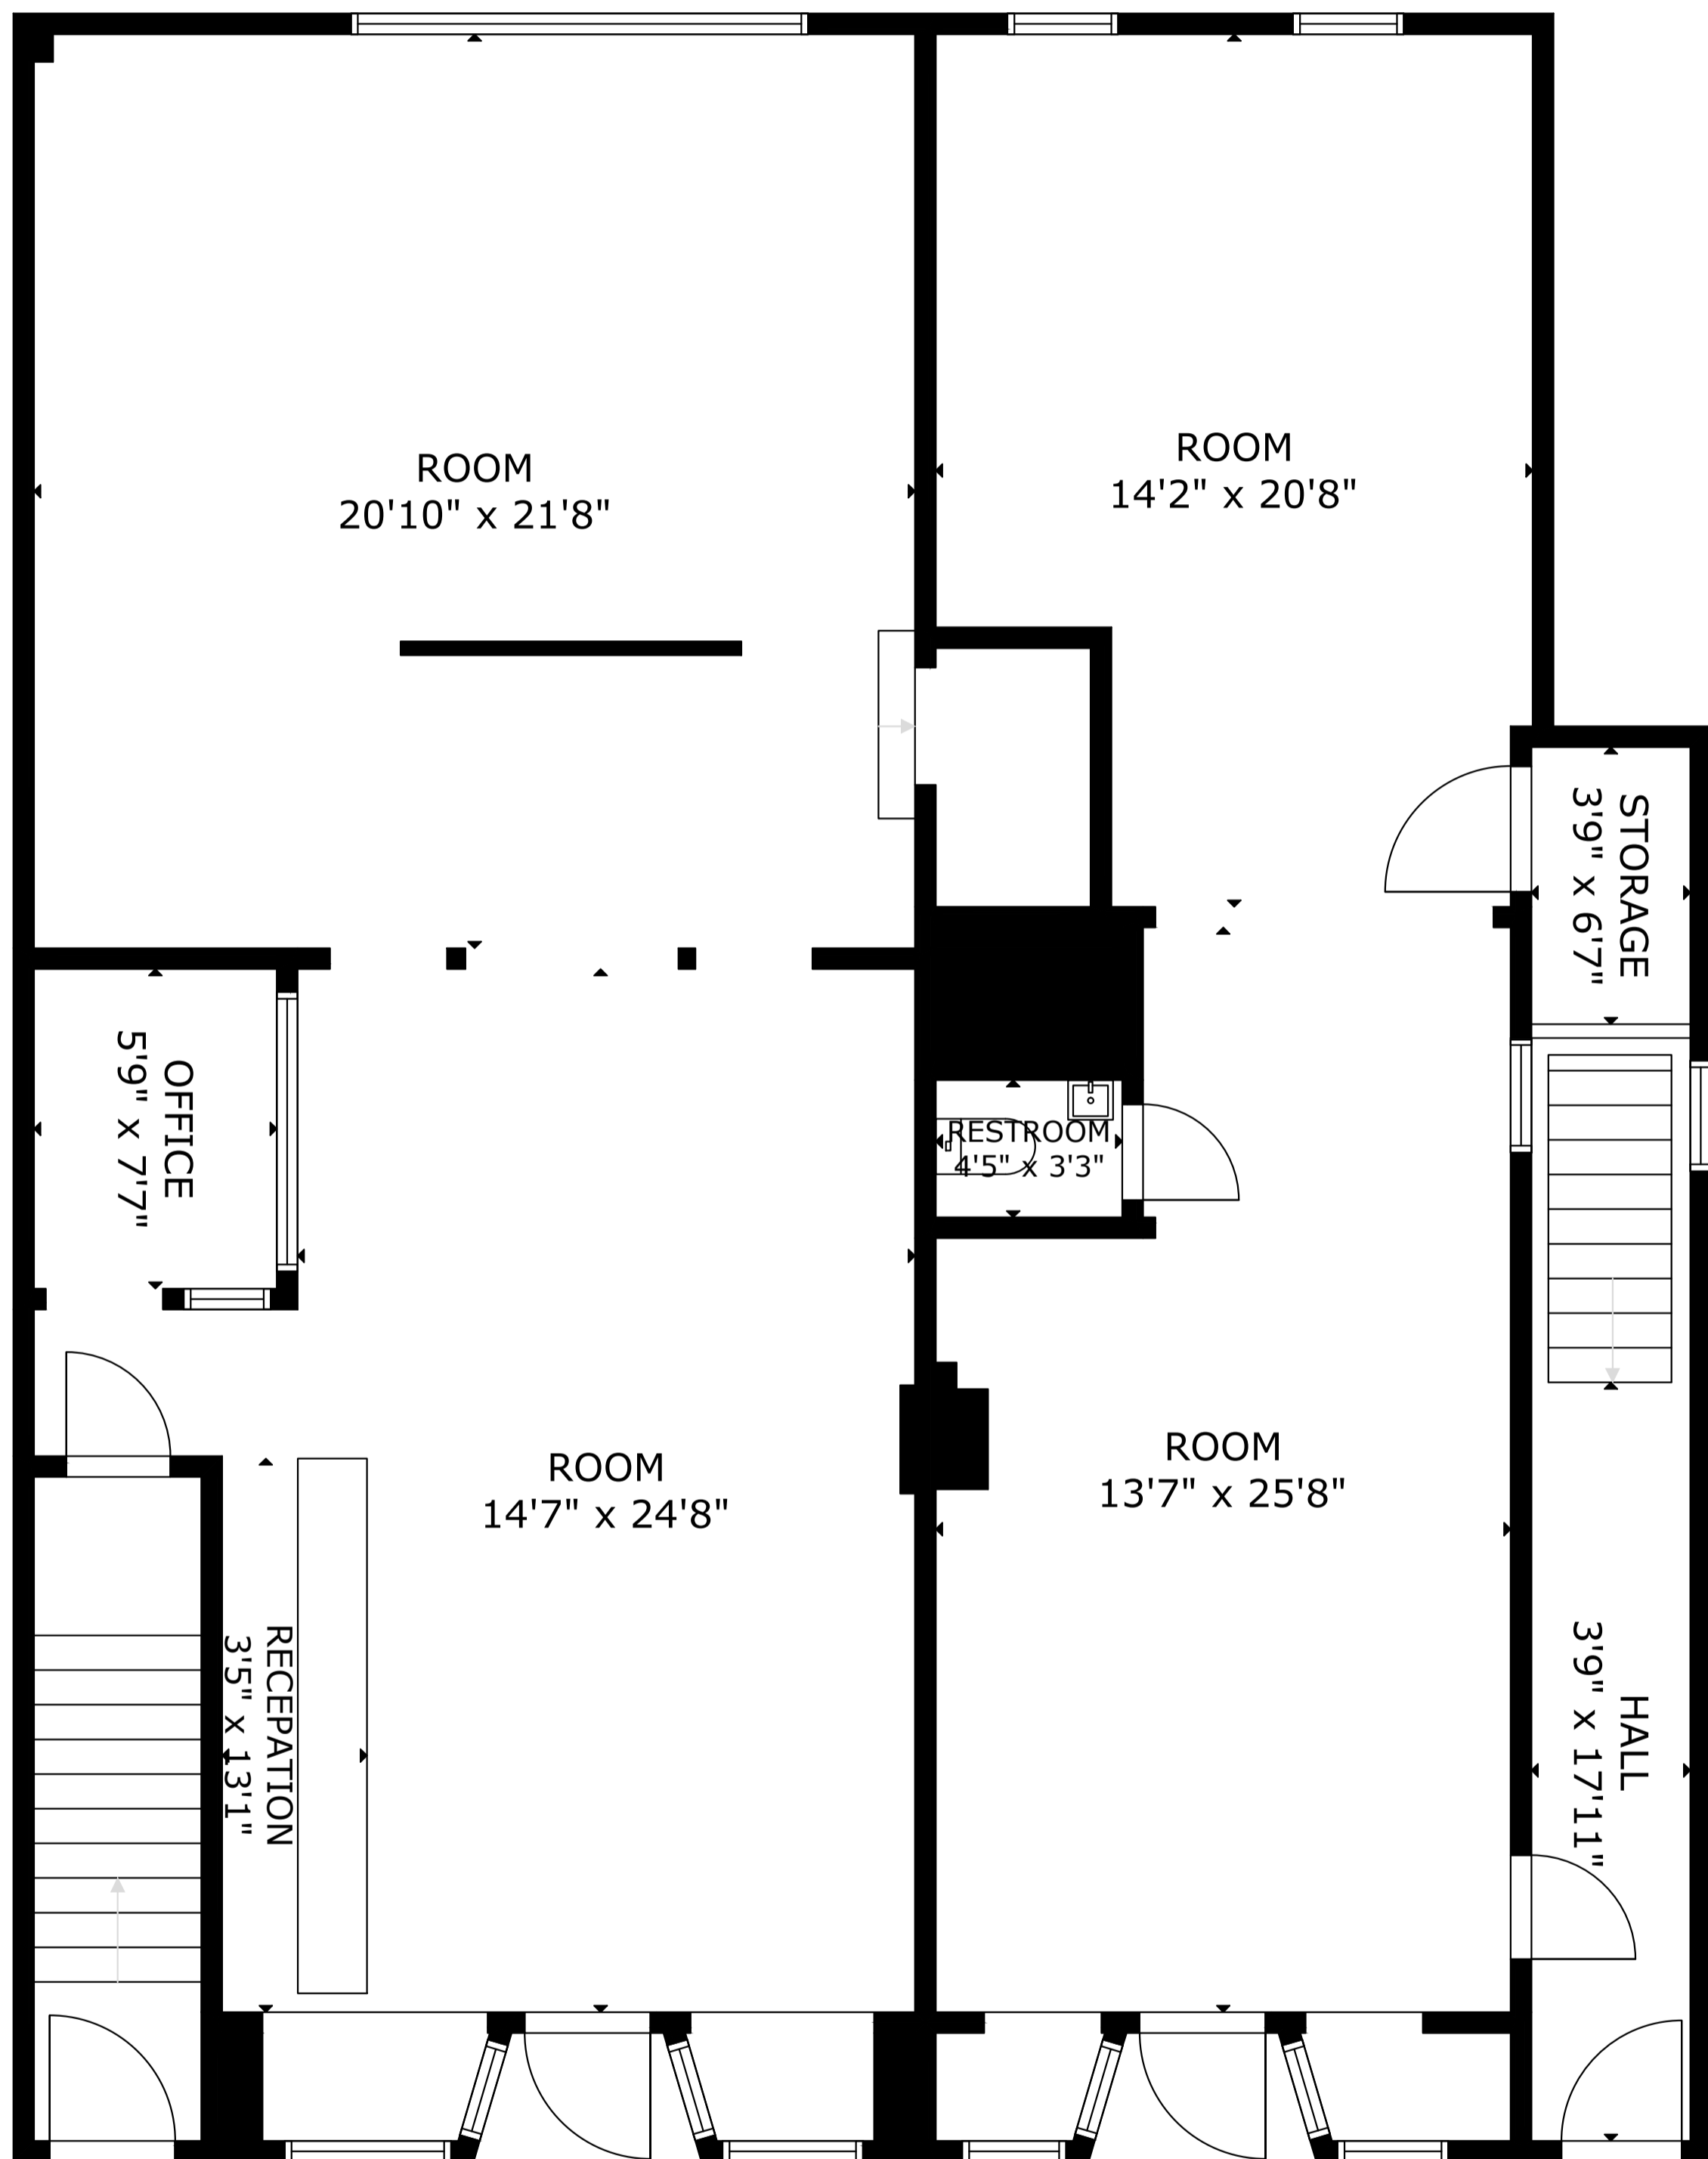 ROOM
20'10" x 21'8"
ROOM
14'2" x 20'8"
STORAGE
3'9" x 6'7"
OFFICE
5'9" x 7'7"
RESTROOM
4'5" x 3'3"
ROOM
14'7" x 24'8"
ROOM
13'7" x 25'8"
RECEPATION
3'5" x 13'1"
HALL
3'9" x 17'11"